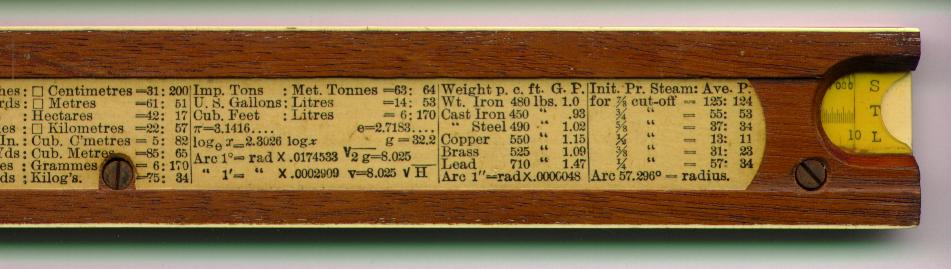 hes : □ Centimetres =31: 200
rds : □ Metres =61: 51
: Hectares =42: 17
les : □ Kilometres =22: 57
In. : Cub. C'metres = 5: 82
Yds : Cub. Metres =85: 65
es : Grammes = 6: 170
ds : Kilog's. =75: 34
Imp. Tons : Met. Tonnes =63: 64
U. S. Gallons: Litres =14: 53
Cub. Feet : Litres = 6: 170
π=3.1416.... e=2.7183....
logₑ x=2.3026 log x g=32.2
Arc 1°= rad X .0174533 √2 g=8.025
" 1'= " X .0002909 v=8.025 √ H
Weight p. c. ft. G. F.
Wt. Iron 480 lbs. 1.0
Cast Iron 450 " .93
" Steel 490 " 1.02
Copper 550 " 1.15
Brass 525 " 1.09
Lead 710 " 1.47
Arc 1"=rad X.0000048
Init. Pr. Steam: Ave. P.
for ⅞ cut-off = 125: 124
¾ " = 55: 53
⅝ " = 37: 34
½ " = 13: 11
⅜ " = 31: 23
¼ " = 57: 34
Arc 57.296° = radius.
S
T
10 L